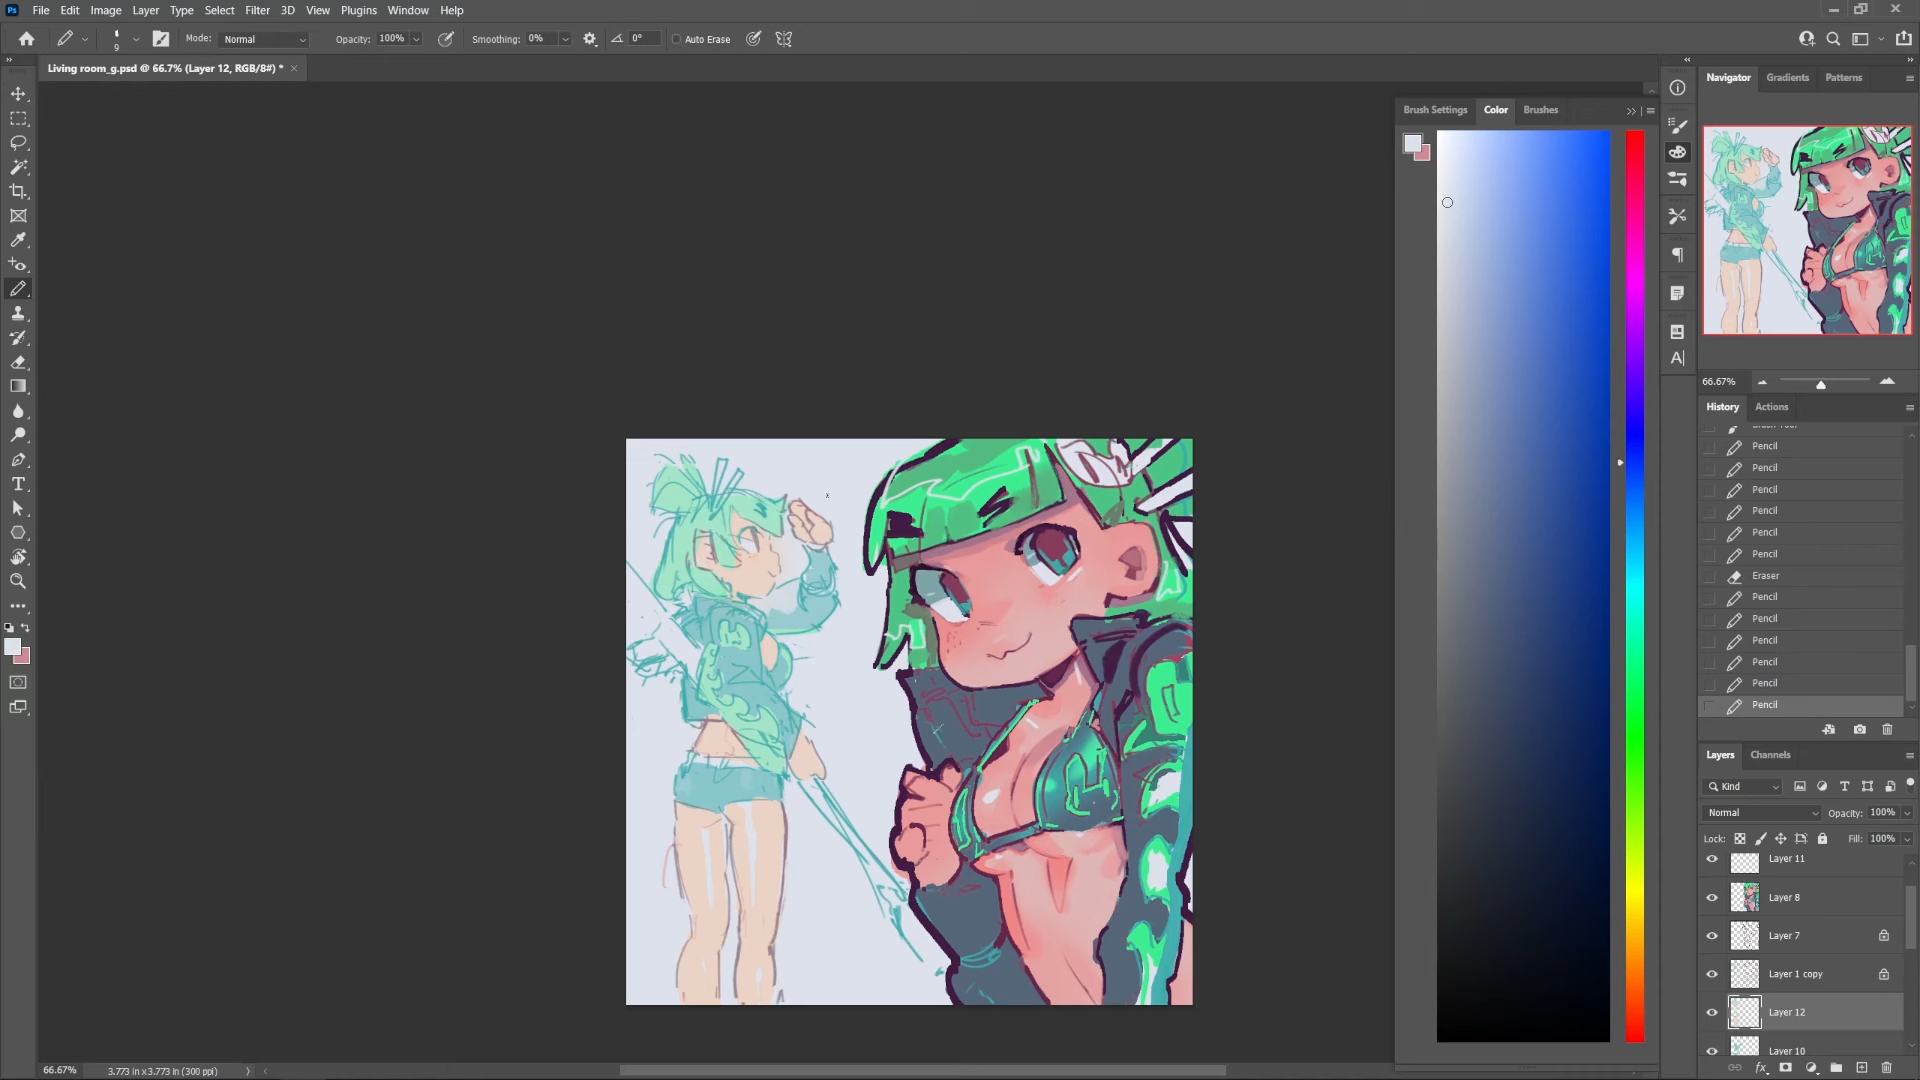 Ps File Edit Image Layer Type Select Filter 3D View Plugins Window Help
9 Mode: Normal Opacity: 100% Smoothing: 0% 0° Auto Erase
Living room_g.psd @ 66.7% (Layer 12, RGB/8#) *
Brush Settings Color Brushes
Navigator Gradients Patterns
66.67%
History Actions
Pencil
Pencil
Pencil
Pencil
Pencil
Pencil
Eraser
Pencil
Pencil
Pencil
Pencil
Pencil
Pencil
Layers Channels
Kind
Normal Opacity: 100%
Lock: Fill: 100%
Layer 11
Layer 8
Layer 7
Layer 1 copy
Layer 12
Layer 10
fx
66.67% 3.773 in x 3.773 in (300 ppi)